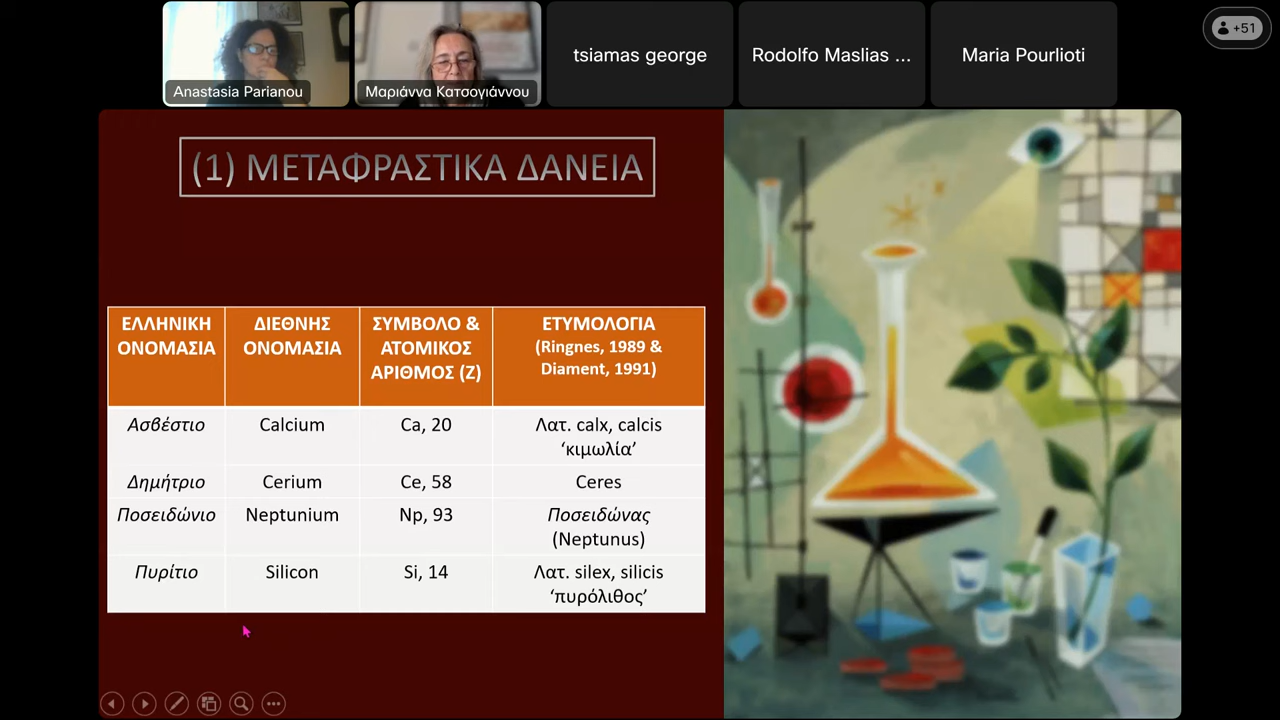 tsiamas george
Rodolfo Maslias ...
Maria Pourlioti
+51
Anastasia Parianou
Μαριάννα Κατσογιάννου
(1) ΜΕΤΑΦΡΑΣΤΙΚΑ ΔΑΝΕΙΑ
ΕΛΛΗΝΙΚΗ ΟΝΟΜΑΣΙΑ
ΔΙΕΘΝΗΣ ΟΝΟΜΑΣΙΑ
ΣΥΜΒΟΛΟ & ΑΤΟΜΙΚΟΣ ΑΡΙΘΜΟΣ (Ζ)
ΕΤΥΜΟΛΟΓΙΑ
(Ringnes, 1989 &
Diament, 1991)
Ασβέστιο Calcium Ca, 20 Λατ. calx, calcis
‘κιμωλία’
Δημήτριο Cerium Ce, 58 Ceres
Ποσειδώνιο Neptunium Np, 93 Ποσειδώνας
(Neptunus)
Πυρίτιο Silicon Si, 14 Λατ. silex, silicis
‘πυρόλιθος’